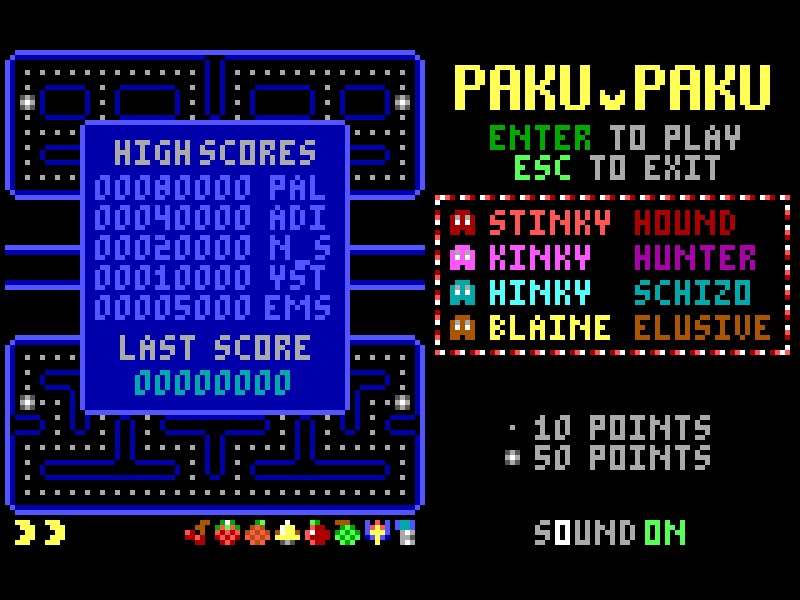 PAKU PAKU
ENTER TO PLAY
ESC TO EXIT
HIGH SCORES
00080000 PAL
00040000 ADI
00020000 N_S
00010000 YST
00005000 EMS
LAST SCORE
00000000
STINKY HOUND
KINKY HUNTER
HINKY SCHIZO
BLAINE ELUSIVE
10 POINTS
50 POINTS
SOUND ON